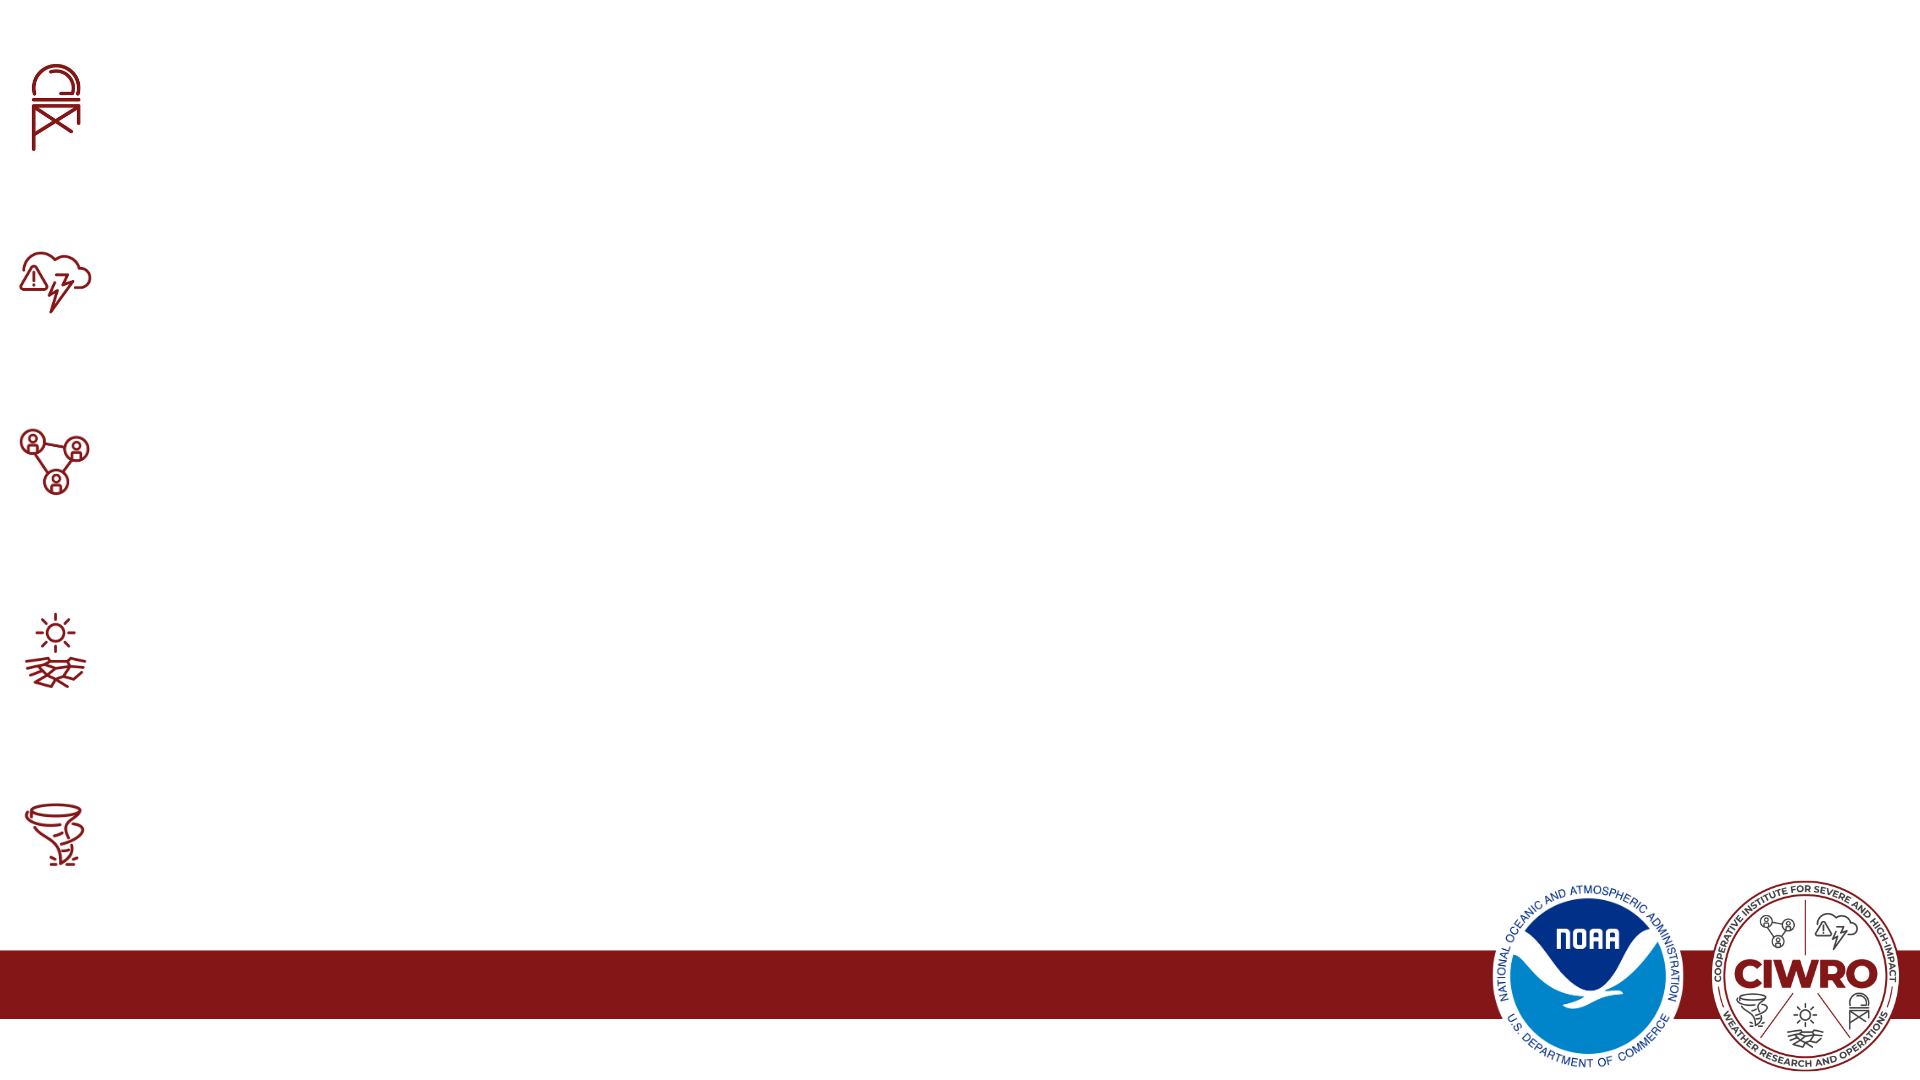 NATIONAL OCEANIC AND ATMOSPHERIC ADMINISTRATION
NOAA
U.S. DEPARTMENT OF COMMERCE
COOPERATIVE INSTITUTE FOR SEVERE AND HIGH-IMPACT
CIWRO
WEATHER RESEARCH AND OPERATIONS